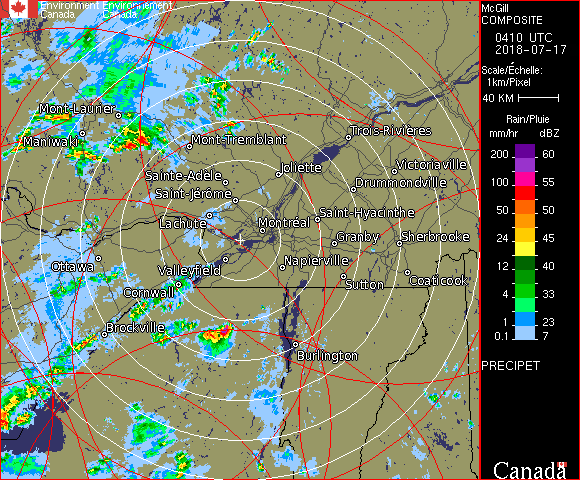 Environment Environnement
Canada Canada
McGill
COMPOSITE
0410 UTC
2018-07-17
Scale/Échelle:
1km/Pixel
40 KM
Rain/Pluie
mm/hr dBZ
200 60
100 55
50 50
24 45
12 40
8 33
4 30
1 23
0.1 7
PRECIPET
Canada
Mont-Laurier
Maniwaki
Mont-Tremblant
Trois-Rivières
Joliette
Victoriaville
Sainte-Adèle
Drummondville
Saint-Jérôme
Saint-Hyacinthe
Lachute
Montréal
Granby
Sherbrooke
Ottawa
Valleyfield
Napierville
Sutton
Coaticook
Cornwall
Brockville
Burlington